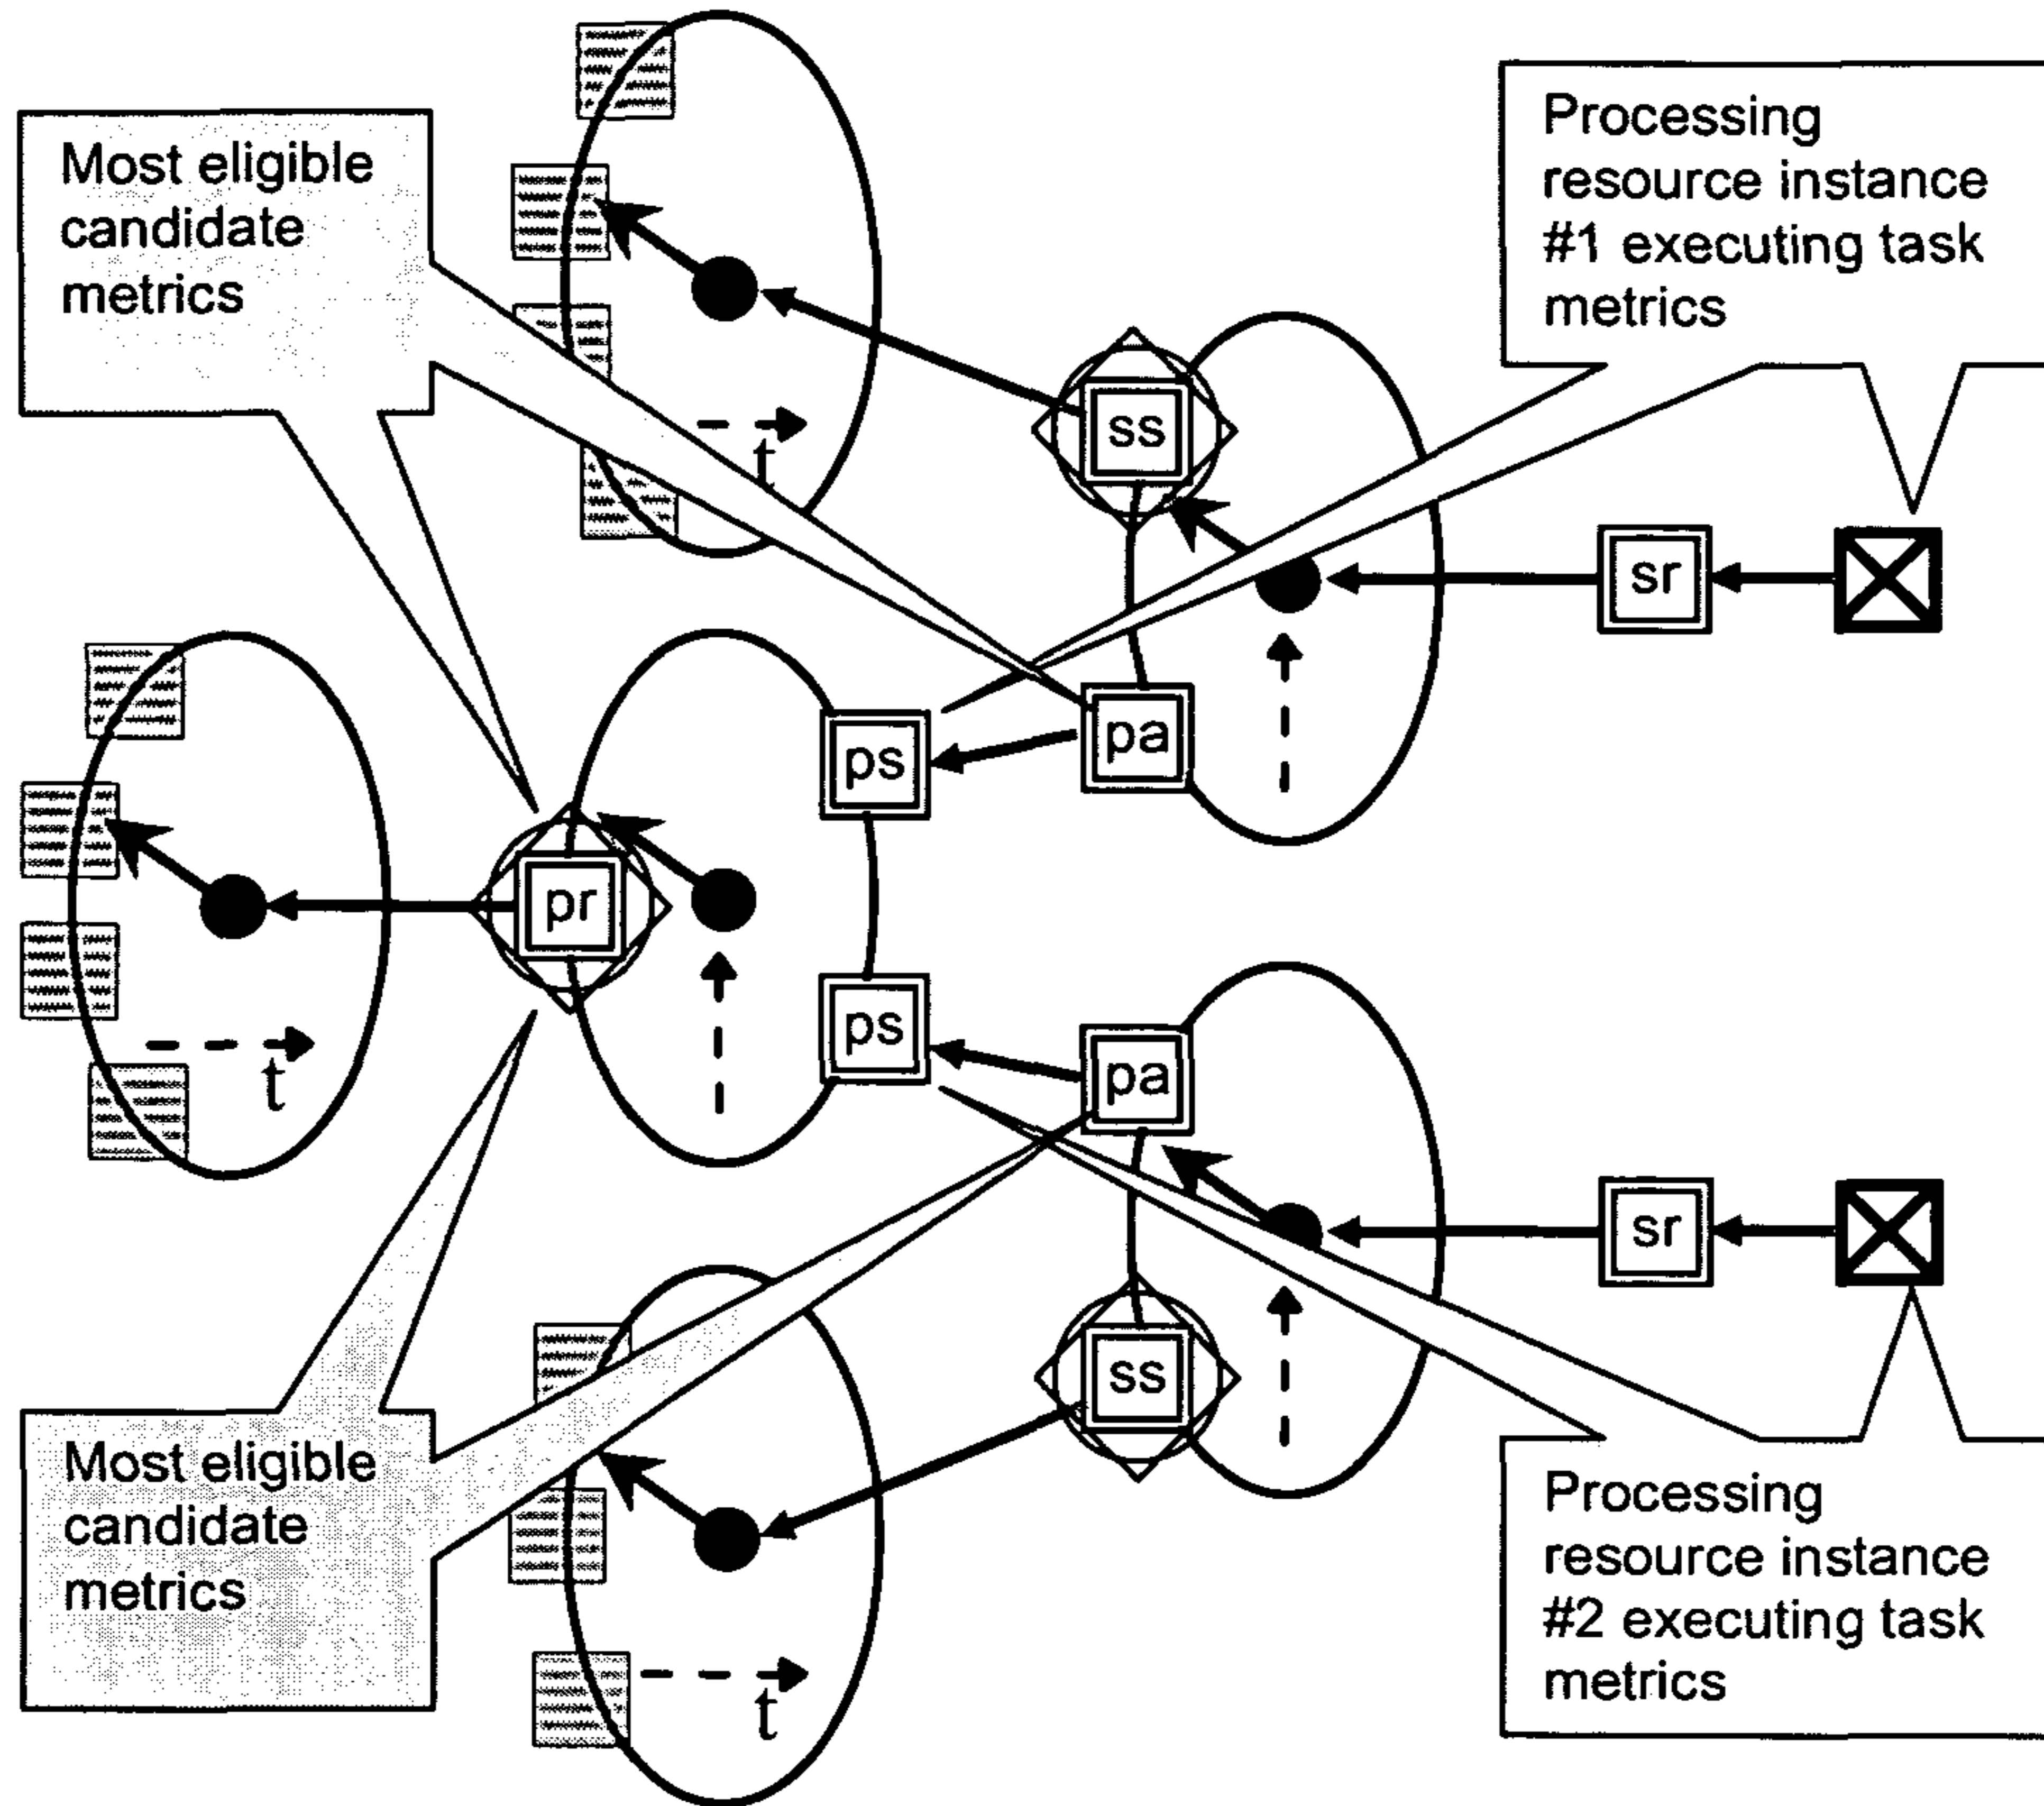 Most eligible
candidate
metrics
Processing
resource instance
#1 executing task
metrics
t
ss
sr
pa
ps
pr
t
ps
pa
sr
ss
t
Most eligible
candidate
metrics
Processing
resource instance
#2 executing task
metrics